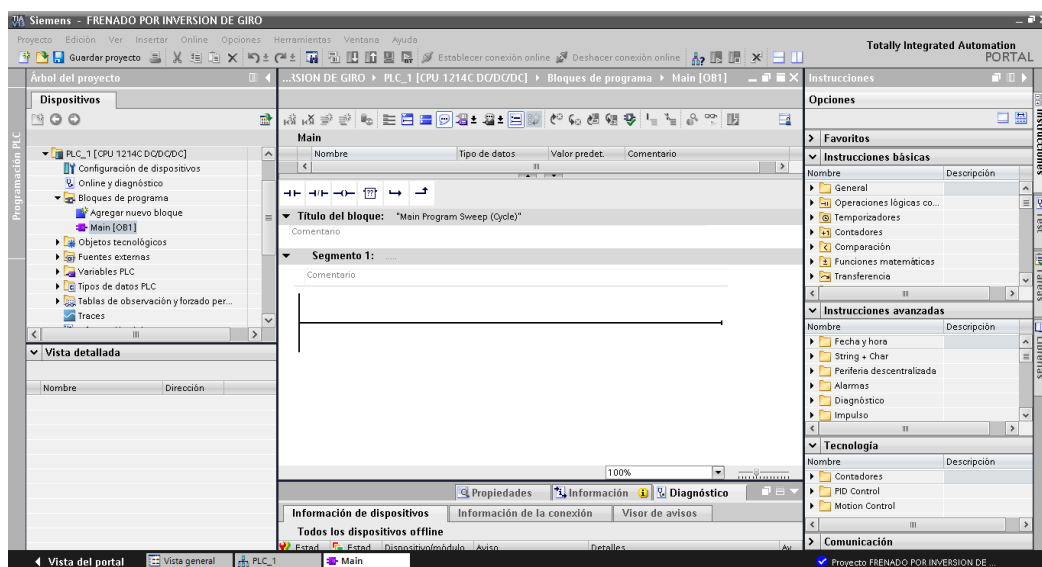 Siemens - FRENADO POR INVERSION DE GIRO
Proyecto Edición Ver Insertar Online Opciones Herramientas Ventana Ayuda
Totally Integrated Automation
PORTAL
Guardar proyecto
Establecer conexión online
Deshacer conexión online
Árbol del proyecto
Dispositivos
Programación PLC
PLC_1 [CPU 1214C DC/DC/DC]
Configuración de dispositivos
Online y diagnóstico
Bloques de programa
Agregar nuevo bloque
Main [OB1]
Objetos tecnológicos
Fuentes externas
Variables PLC
Tipos de datos PLC
Tablas de observación y forzado per...
Traces
Vista detallada
Nombre Dirección
...RSION DE GIRO PLC_1 [CPU 1214C DC/DC/DC] Bloques de programa Main [OB1]
Main
Nombre Tipo de datos Valor predet. Comentario
Título del bloque: "Main Program Sweep (Cycle)"
Comentario
Segmento 1: .....
Comentario
100%
Propiedades Información Diagnóstico
Información de dispositivos Información de la conexión Visor de avisos
Todos los dispositivos offline
Estad.. Estad.. Dispositivo/módulo Aviso Detalles Ay
Instrucciones
Opciones
Favoritos
Instrucciones básicas
Nombre Descripción
General
Operaciones lógicas co...
Temporizadores
Contadores
Comparación
Funciones matemáticas
Transferencia
Instrucciones avanzadas
Nombre Descripción
Fecha y hora
String + Char
Periferia descentralizada
Alarmas
Diagnóstico
Impulso
Tecnología
Nombre Descripción
Contadores
PID Control
Motion Control
Comunicación
Instrucciones
Test
Tareas
Librerías
Vista del portal Vista general PLC_1 Main
Proyecto FRENADO POR INVERSION DE ...